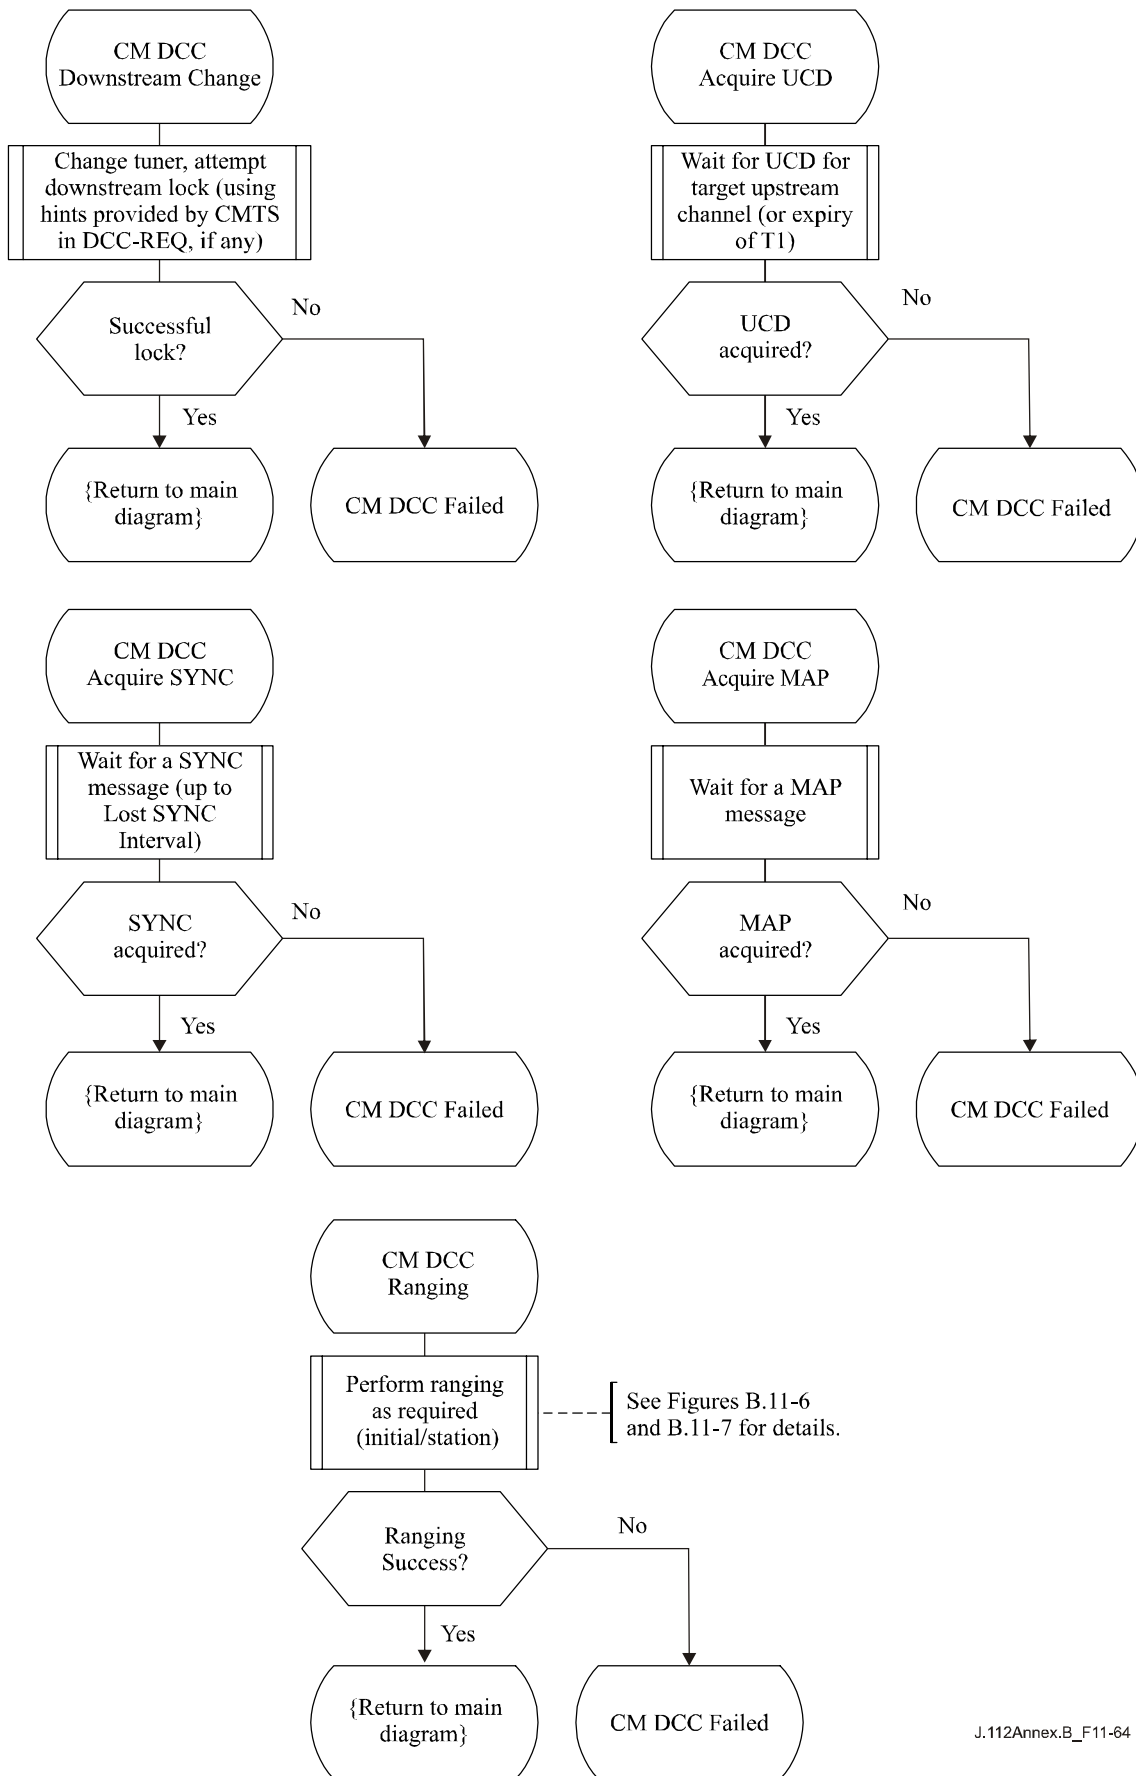 CM DCC
Downstream Change
Change tuner, attempt
downstream lock (using
hints provided by CMTS
in DCC-REQ, if any)
Successful
lock?
No
Yes
{Return to main
diagram}
CM DCC Failed
CM DCC
Acquire UCD
Wait for UCD for
target upstream
channel (or expiry
of T1)
UCD
acquired?
No
Yes
{Return to main
diagram}
CM DCC Failed
CM DCC
Acquire SYNC
Wait for a SYNC
message (up to
Lost SYNC
Interval)
SYNC
acquired?
No
Yes
{Return to main
diagram}
CM DCC Failed
CM DCC
Acquire MAP
Wait for a MAP
message
MAP
acquired?
No
Yes
{Return to main
diagram}
CM DCC Failed
CM DCC
Ranging
Perform ranging
as required
(initial/station)
See Figures B.11-6
and B.11-7 for details.
Ranging
Success?
No
Yes
{Return to main
diagram}
CM DCC Failed
J.112Annex.B_F11-64